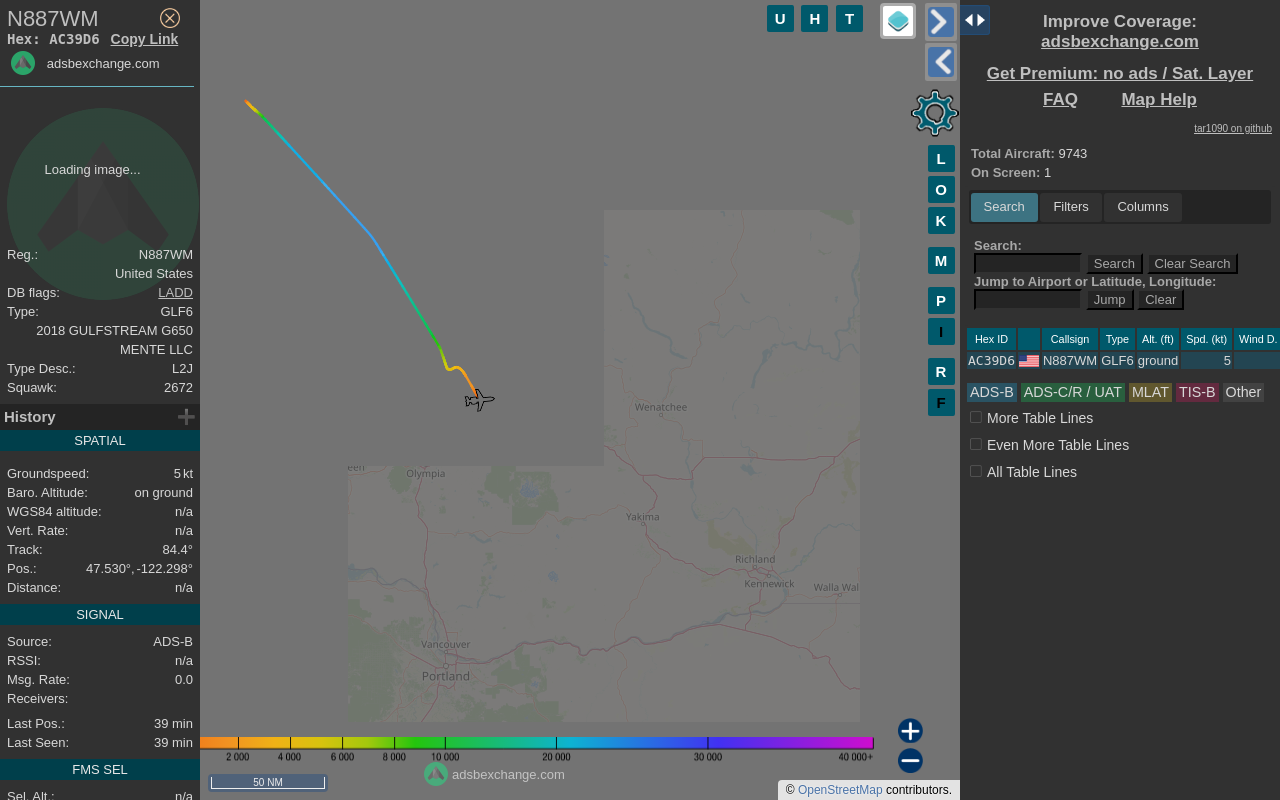 N887WM
Hex: AC39D6 Copy Link
adsbexchange.com
Loading image...
Reg.: N887WM
United States
DB flags: LADD
Type: GLF6
2018 GULFSTREAM G650
MENTE LLC
Type Desc.: L2J
Squawk: 2672
History
SPATIAL
Groundspeed: 5 kt
Baro. Altitude: on ground
WGS84 altitude: n/a
Vert. Rate: n/a
Track: 84.4°
Pos.: 47.530°, -122.298°
Distance: n/a
SIGNAL
Source: ADS-B
RSSI: n/a
Msg. Rate: 0.0
Receivers:
Last Pos.: 39 min
Last Seen: 39 min
FMS SEL
Sel. Alt.: n/a
U H T
L
O
K
M
P
I
R
F
Wenatchee
een
Olympia
Yakima
Richland
Kennewick
Walla Wal
Vancouver
Portland
2 000 4 000 6 000 8 000 10 000 20 000 30 000 40 000+
adsbexchange.com
50 NM
© OpenStreetMap contributors.
Improve Coverage:
adsbexchange.com
Get Premium: no ads / Sat. Layer
FAQ Map Help
tar1090 on github
Total Aircraft: 9743
On Screen: 1
Search Filters Columns
Search:
Search Clear Search
Jump to Airport or Latitude, Longitude:
Jump Clear
Hex ID Callsign Type Alt. (ft) Spd. (kt) Wind D.
AC39D6 N887WM GLF6 ground 5
ADS-B ADS-C/R / UAT MLAT TIS-B Other
More Table Lines
Even More Table Lines
All Table Lines